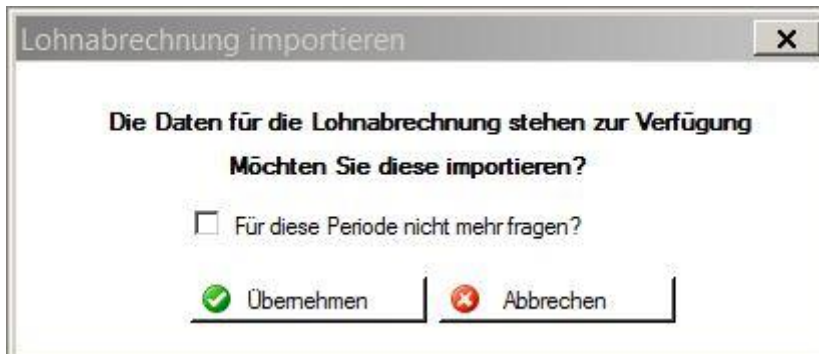 Lohnabrechnung importieren
Die Daten für die Lohnabrechnung stehen zur Verfügung
Möchten Sie diese importieren?
Für diese Periode nicht mehr fragen?
Übernehmen Abbrechen